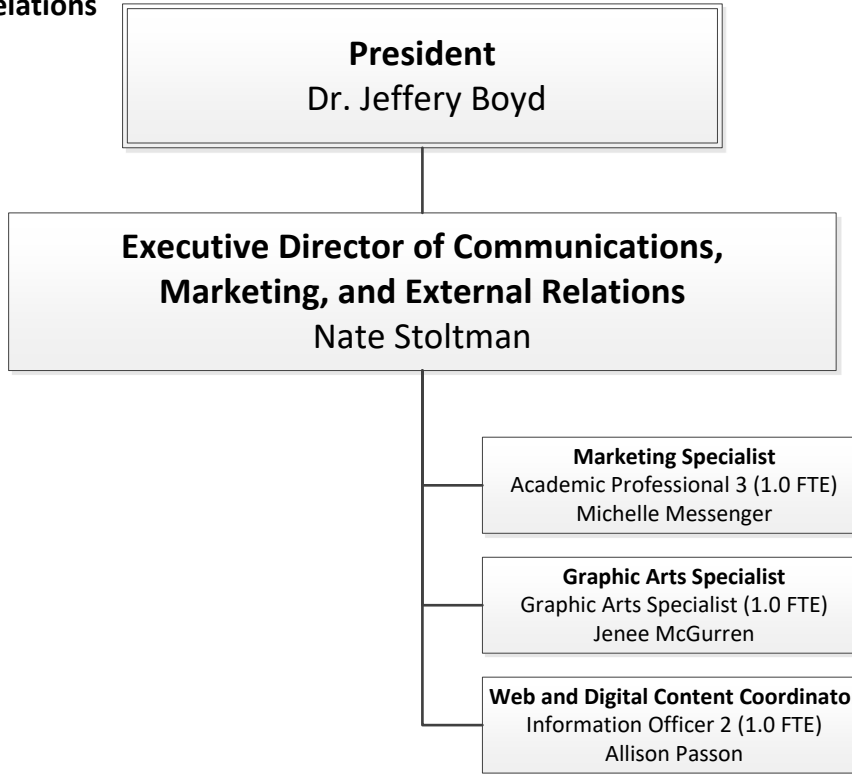 elations
President
Dr. Jeffery Boyd
Executive Director of Communications,
Marketing, and External Relations
Nate Stoltman
Marketing Specialist
Academic Professional 3 (1.0 FTE)
Michelle Messenger
Graphic Arts Specialist
Graphic Arts Specialist (1.0 FTE)
Jenee McGurren
Web and Digital Content Coordinato
Information Officer 2 (1.0 FTE)
Allison Passon